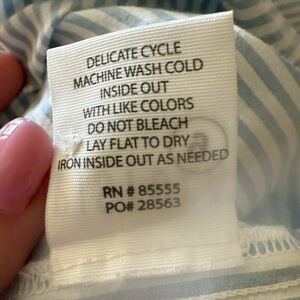 DELICATE CYCLE
MACHINE WASH COLD
INSIDE OUT
WITH LIKE COLORS
DO NOT BLEACH
LAY FLAT TO DRY
IRON INSIDE OUT AS NEEDED
RN # 85555
PO# 28563